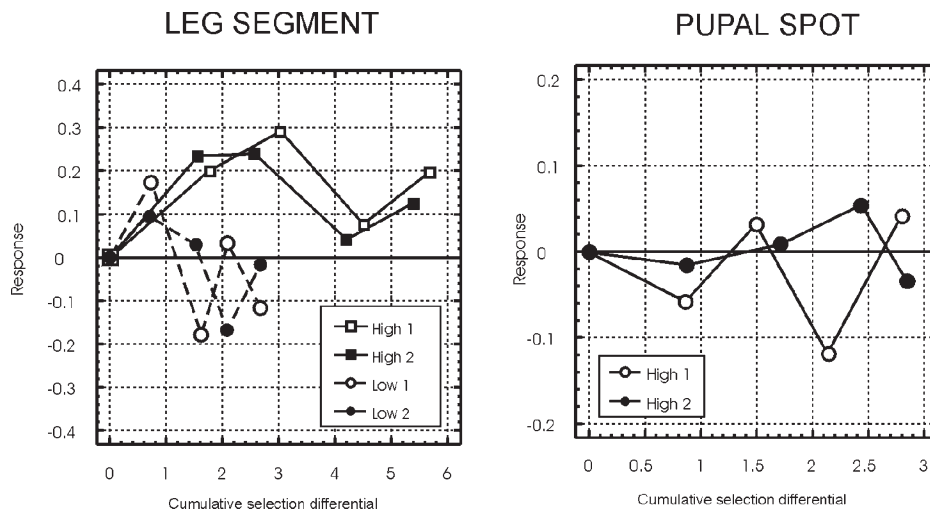 LEG SEGMENT
Response
0.4
0.3
0.2
0.1
0
-0.1
-0.2
-0.3
-0.4
High 1
High 2
Low 1
Low 2
0 1 2 3 4 5 6
Cumulative selection differential
PUPAL SPOT
Response
0.2
0.1
0
-0.1
-0.2
High 1
High 2
0 0.5 1 1.5 2 2.5 3
Cumulative selection differential